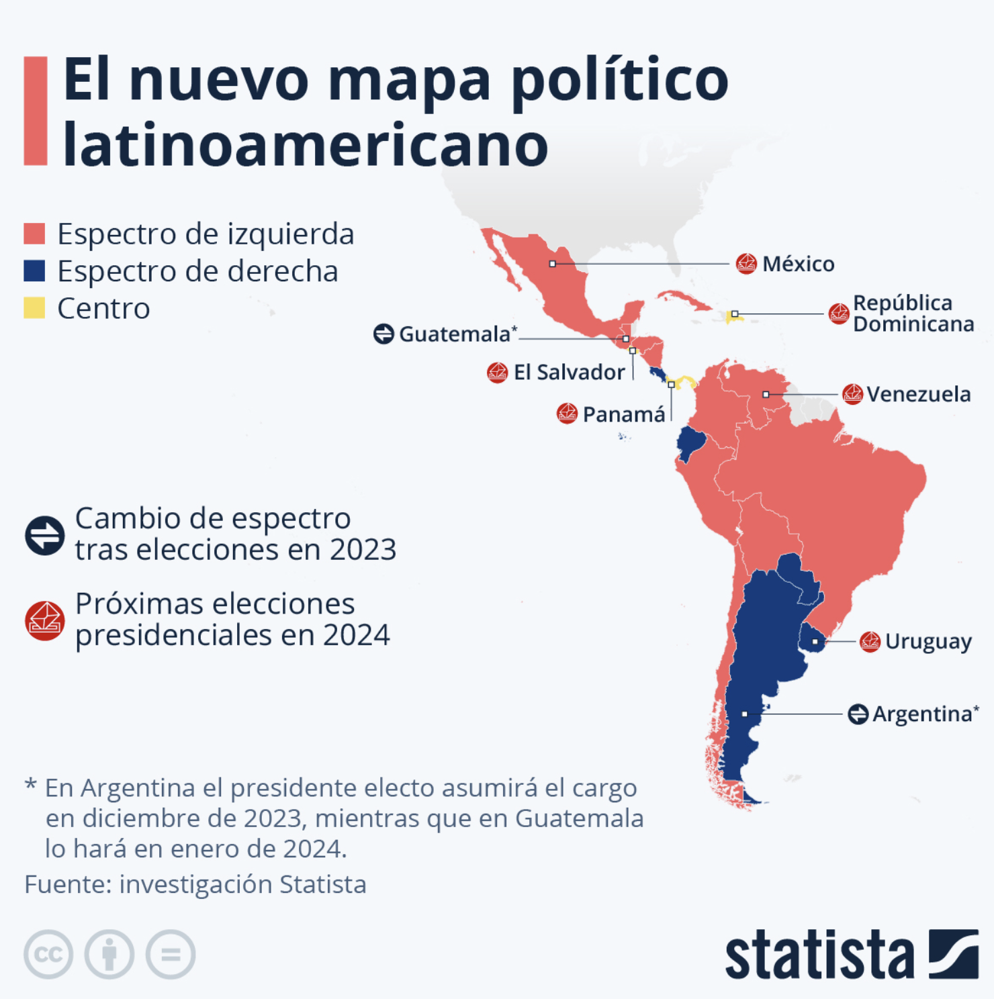 El nuevo mapa político
latinoamericano
Espectro de izquierda
Espectro de derecha
Centro
México
República
Dominicana
Guatemala*
El Salvador
Panamá
Venezuela
Cambio de espectro
tras elecciones en 2023
Próximas elecciones
presidenciales en 2024
Uruguay
Argentina*
* En Argentina el presidente electo asumirá el cargo
en diciembre de 2023, mientras que en Guatemala
lo hará en enero de 2024.
Fuente: investigación Statista
cc
statista